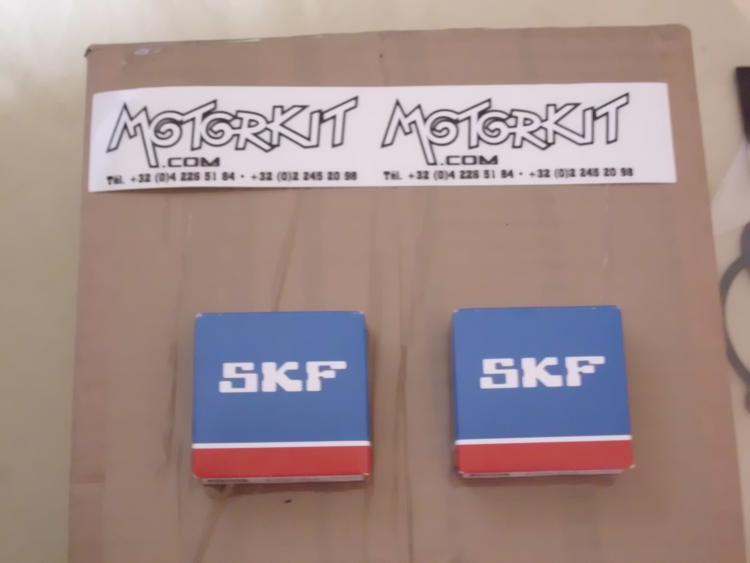 MOTORKIT MOTORKIT
.COM .COM
Tél. +32 (0)4 226 51 84 • +32 (0)2 245 20 98 Tél. +32 (0)4 226 51 84 • +32 (0)2 245 20 98
SKF SKF